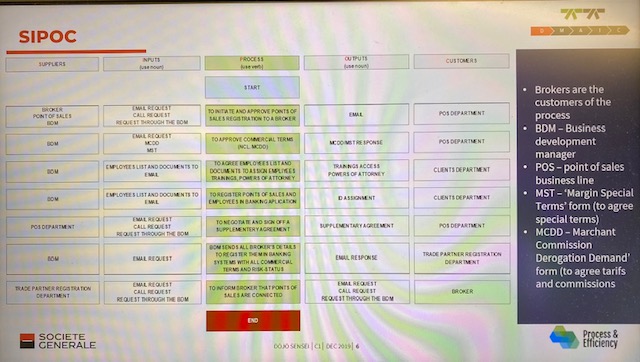 SIPOC
D M A I C
SUPPLIERS
INPUTS
(use noun)
PROCESS
(use verb)
OUTPUTS
(use noun)
CUSTOMERS
START
BROKER
POINT OF SALES
BDM
EMAIL REQUEST
CALL REQUEST
REQUEST THROUGH THE BDM
TO INITIATE AND APPROVE POINTS OF
SALES REGISTRATION TO A BROKER
EMAIL
POS DEPARTMENT
BDM
EMAIL REQUEST
MCDD
MST
TO APPROVE COMMERCIAL TERMS
(NCL, MCDD)
MCDD/MST RESPONSE
POS DEPARTMENT
BDM
EMPLOYEES LIST AND DOCUMENTS TO
EMAIL
TO AGREE EMPLOYEES LIST AND
DOCUMENTS TO ASSIGN EMPLOYEES
TRAININGS, POWERS OF ATTORNEY
TRAININGS ACCESS
POWERS OF ATTORNEY
CLIENTS DEPARTMENT
BDM
EMPLOYEES LIST AND DOCUMENTS TO
EMAIL
TO REGISTER POINTS OF SALES AND
EMPLOYEES IN BANKING APPLICATION
ID ASSIGNMENT
CLIENTS DEPARTMENT
POS DEPARTMENT
EMAIL REQUEST
CALL REQUEST
REQUEST THROUGH THE BDM
TO NEGOTIATE AND SIGN OFF A
SUPPLEMENTERY AGREEMENT
SUPPLEMENTARY AGREEMENT
POS DEPARTMENT
BDM
EMAIL REQUEST
BDM SENDS ALL BROKER'S DETAILS
TO REGISTER THEM IN BANKING
SYSTEMS WITH ALL COMMERCIAL
TERMS AND RISK-STATUS
EMAIL RESPONSE
TRADE PARTNER REGISTRATION
DEPARTMENT
TRADE PARTNER REGISTRATION
DEPARTMENT
EMAIL REQUEST
CALL REQUEST
REQUEST THROUGH THE BDM
TO INFORM BROKER THAT POINTS OF
SALES ARE CONNECTED
EMAIL REQUEST
CALL REQUEST
REQUEST THROUGH THE BDM
BROKER
END
• Brokers are the
customers of the
process
• BDM – Business
development
manager
• POS – point of sales
business line
• MST – 'Margin Special
Terms' form (to agree
special terms)
• MCDD – Marchant
Commission
Derogation Demand'
form (to agree tarifs
and commissions
SOCIETE
GENERALE
DOJO SENSEI | C1 | DEC 2019 | 6
Process &
Efficiency